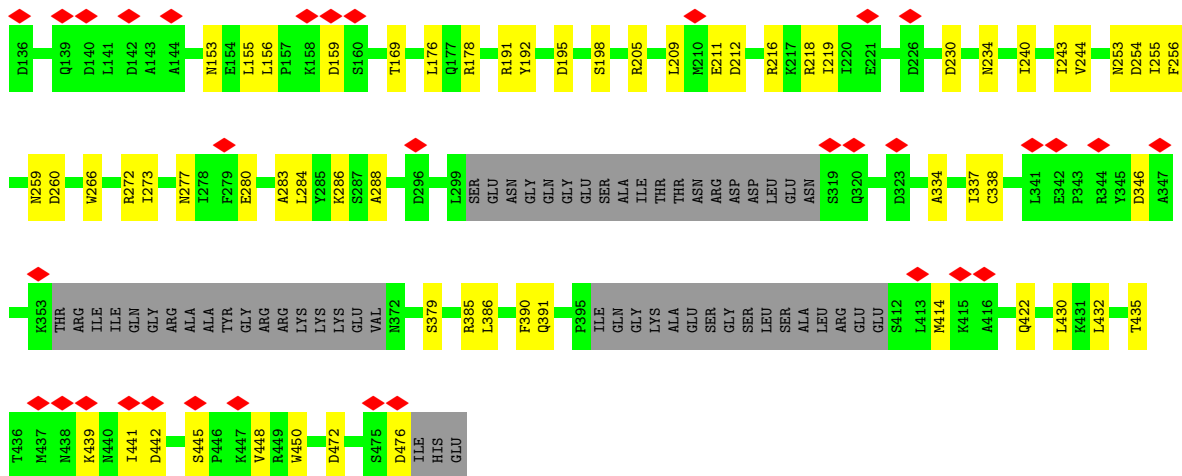 D136 Q139 D140 L141 D142 A143 A144 N153 E154 L155 L156 P157 K158 D159 S160 T169 L176 Q177 R178 R191 Y192 D195 S198 R205 L209 M210 E211 D212 R216 K217 R218 I219 I220 E221 D226 D230 N234 I240 I243 V244 N253 D254 I255 F256
N259 D260 W266 R272 I273 N277 I278 F279 E280 A283 L284 Y285 K286 S287 A288 D296 L299 SER GLU ASN GLY GLN GLY GLU SER ALA ILE THR THR ASN ARG ASP ASP LEU GLU ASN S319 Q320 D323 A334 I337 C338 L341 E342 P343 R344 Y345 D346 A347
K353 THR ARG ILE ILE GLN GLY ARG ALA ALA TYR GLY ARG ARG LYS LYS LYS GLU VAL N372 S379 R385 L386 F390 Q391 P395 ILE GLN GLY LYS ALA GLU SER GLY SER LEU SER ALA LEU ARG GLU GLU S412 L413 M414 K415 A416 Q422 L430 K431 L432 T435
T436 M437 N438 K439 N440 I441 D442 S445 P446 K447 V448 R449 W450 D472 S475 D476 ILE HIS GLU